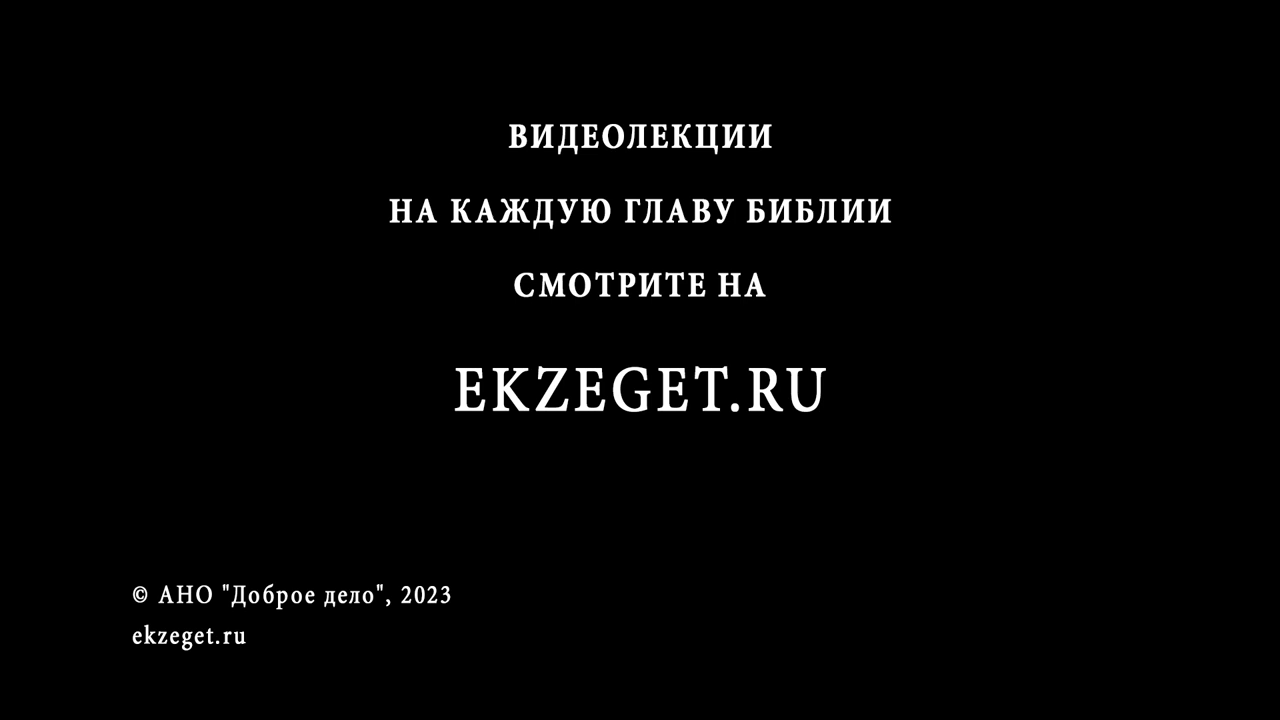 ВИДЕОЛЕКЦИИ
НА КАЖДУЮ ГЛАВУ БИБЛИИ
СМОТРИТЕ НА
EKZEGET.RU
© АНО "Доброе дело", 2023
ekzeget.ru